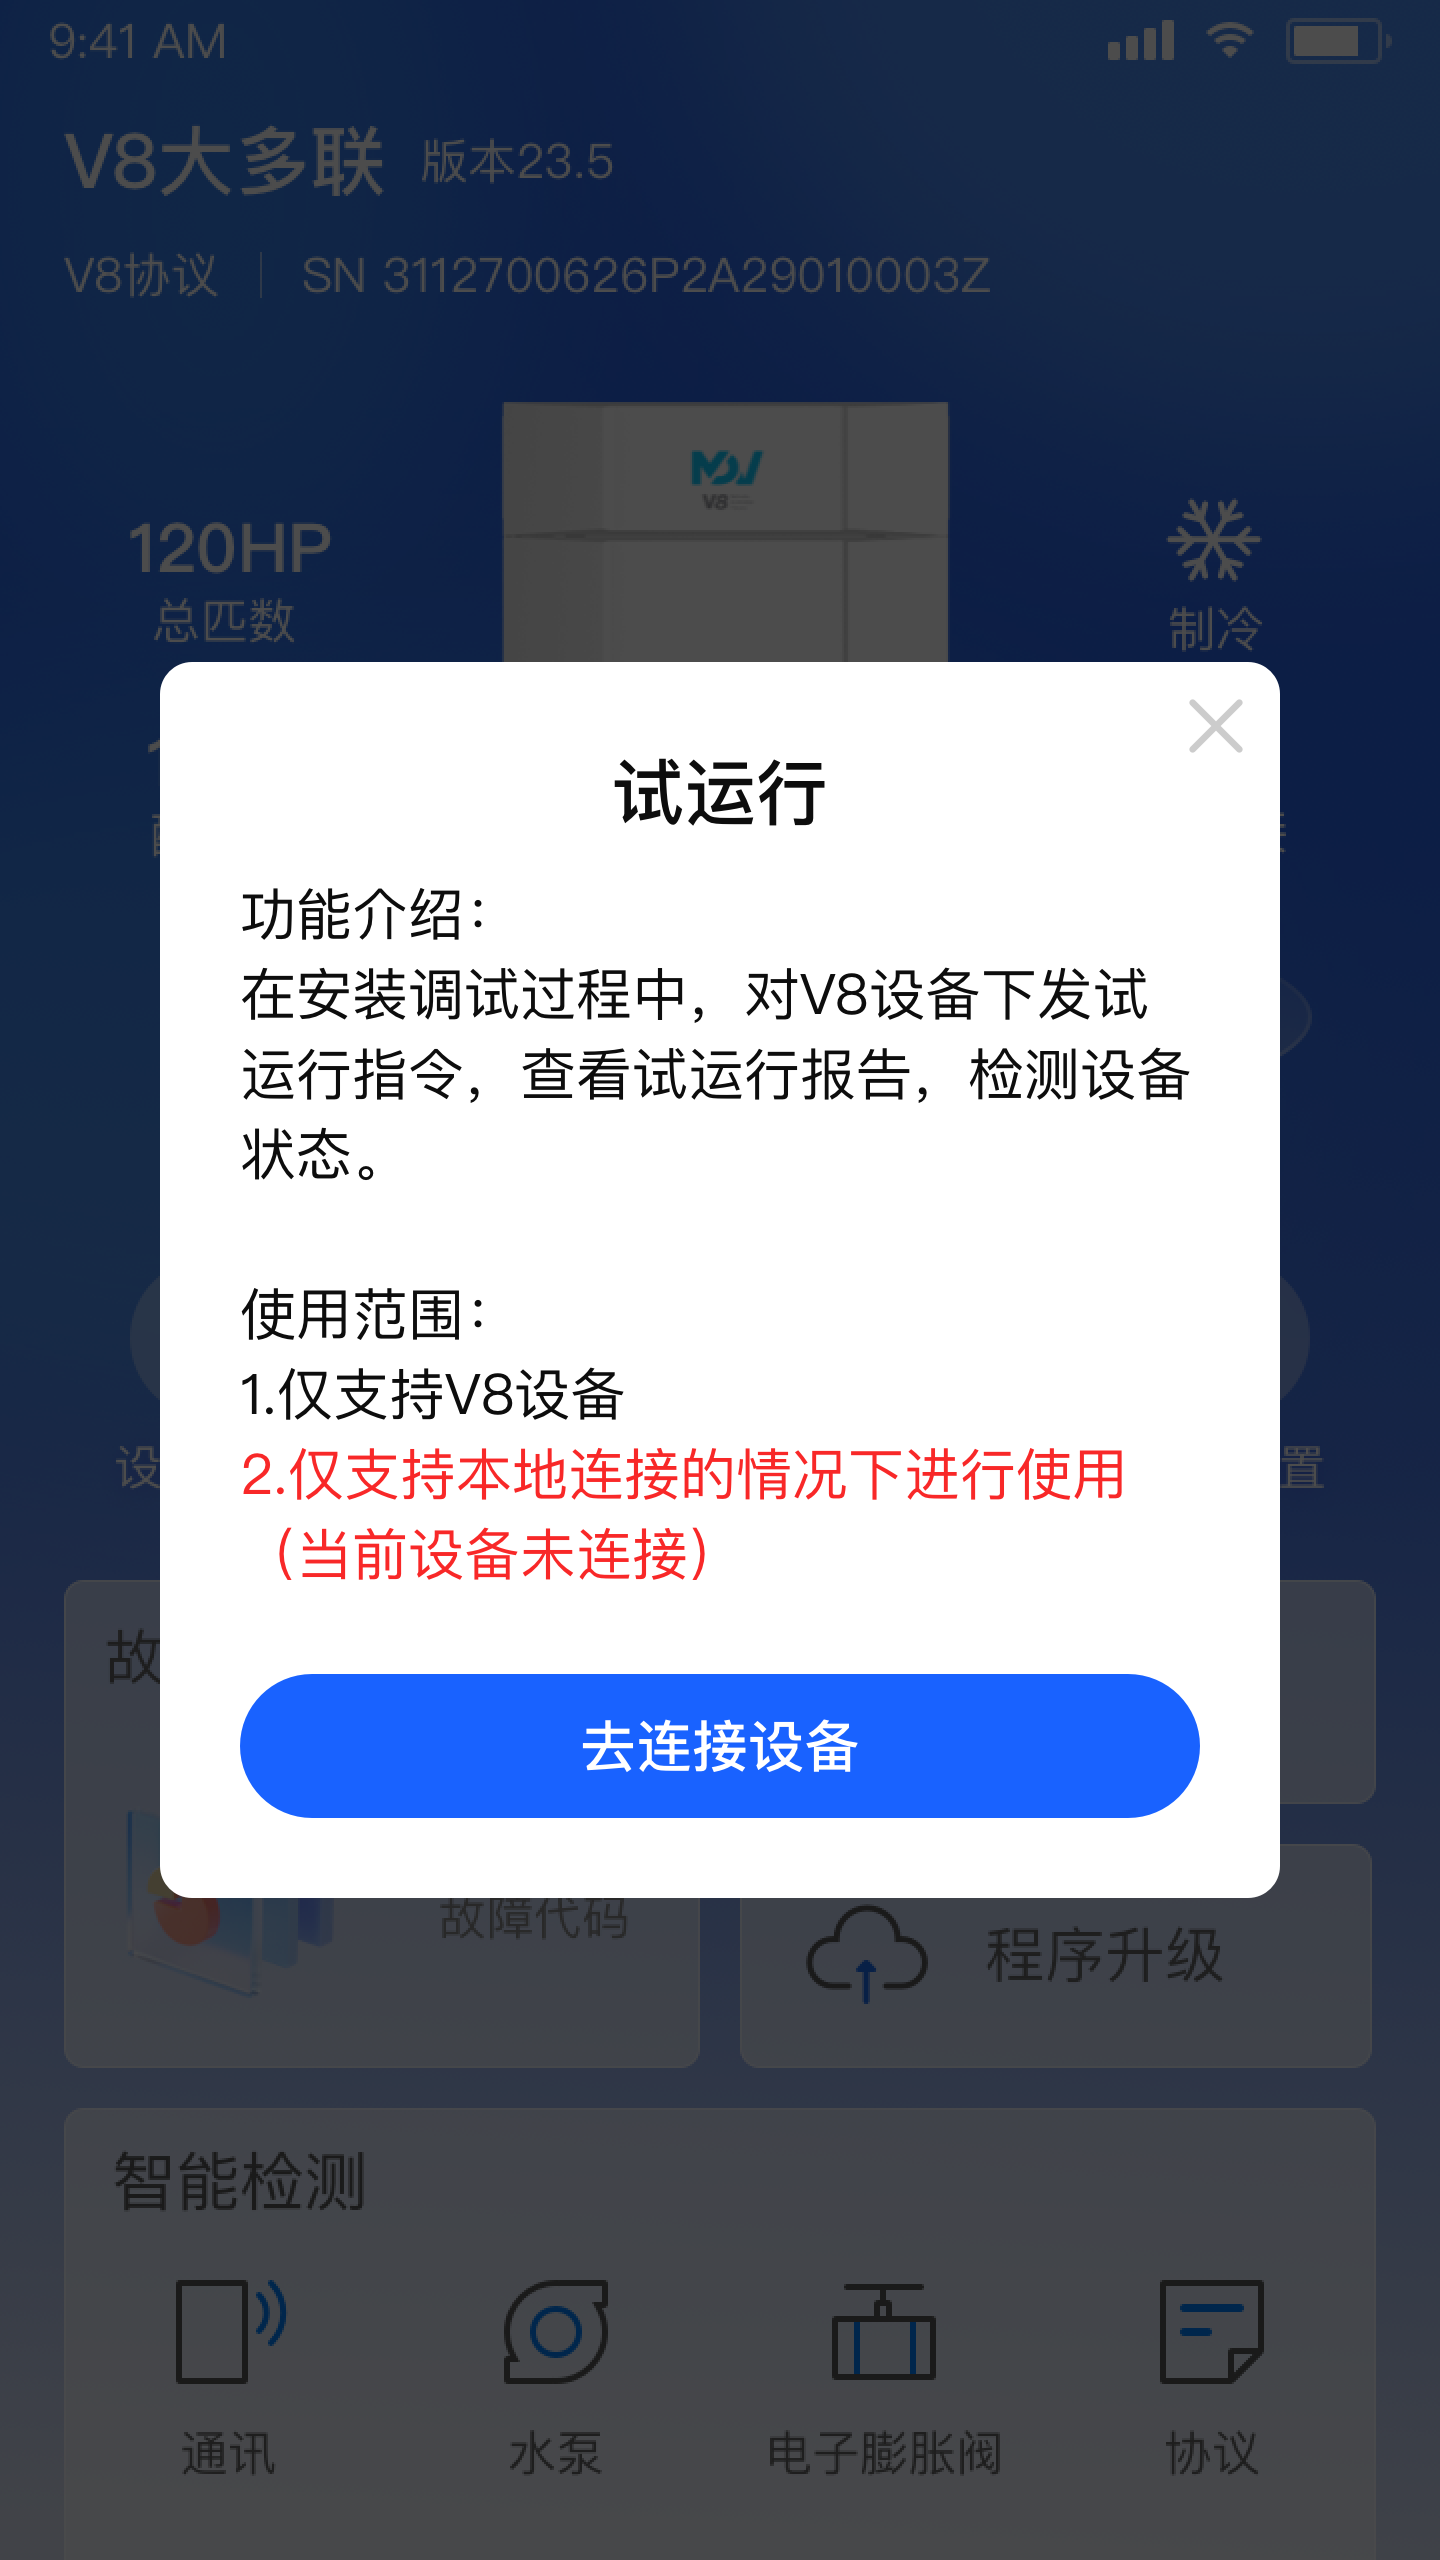 9:41 AM
V8大多联 版本23.5
V8协议 SN 3112700626P2A29010003Z
MDV
V8
120HP
总匹数
制冷
试运行
功能介绍：
在安装调试过程中，对V8设备下发试
运行指令，查看试运行报告，检测设备
状态。
使用范围：
1.仅支持V8设备
2.仅支持本地连接的情况下进行使用
（当前设备未连接）
设
置
故
去连接设备
故障代码
程序升级
智能检测
通讯
水泵
电子膨胀阀
协议